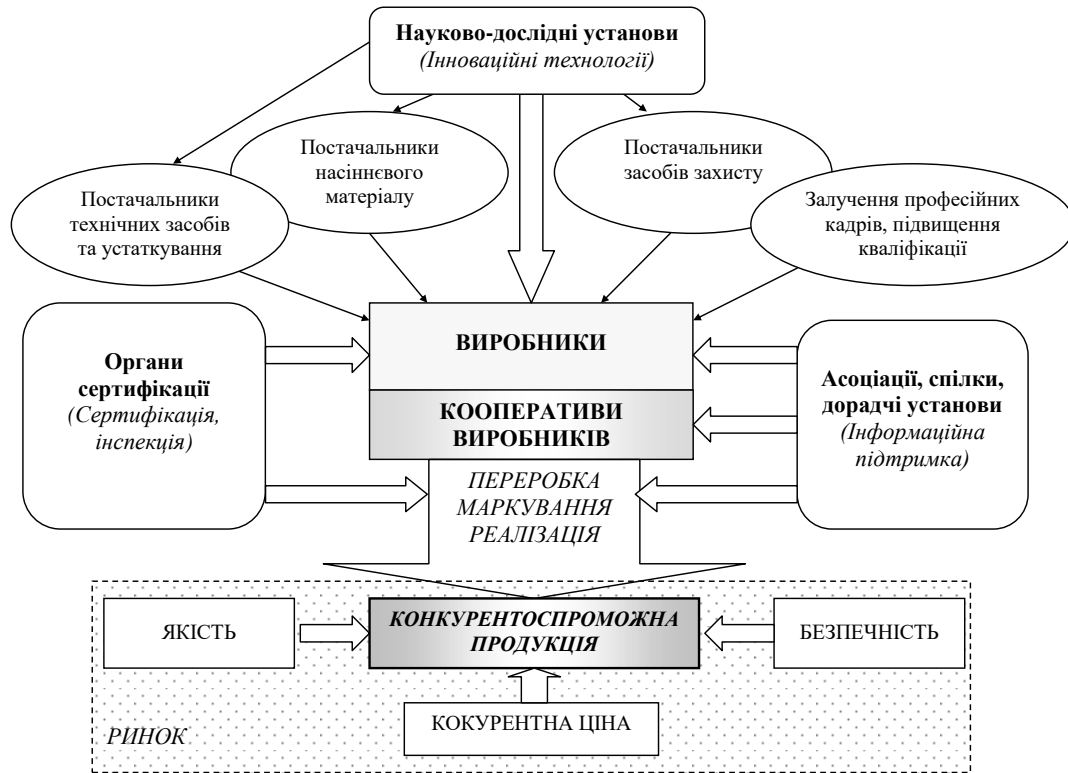 Науково-дослідні установи
(Інноваційні технології)
Постачальники
насіннєвого
матеріалу
Постачальники
засобів захисту
Постачальники
технічних засобів
та устаткування
Залучення професійних
кадрів, підвищення
кваліфікації
ВИРОБНИКИ
Органи
сертифікації
(Сертифікація,
інспекція)
КООПЕРАТИВИ
ВИРОБНИКІВ
Асоціації, спілки,
дорадчі установи
(Інформаційна
підтримка)
ПЕРЕРОБКА
МАРКУВАННЯ
РЕАЛІЗАЦІЯ
ЯКІСТЬ
КОНКУРЕНТОСПРОМОЖНА
ПРОДУКЦІЯ
БЕЗПЕЧНІСТЬ
КОКУРЕНТНА ЦІНА
РИНОК